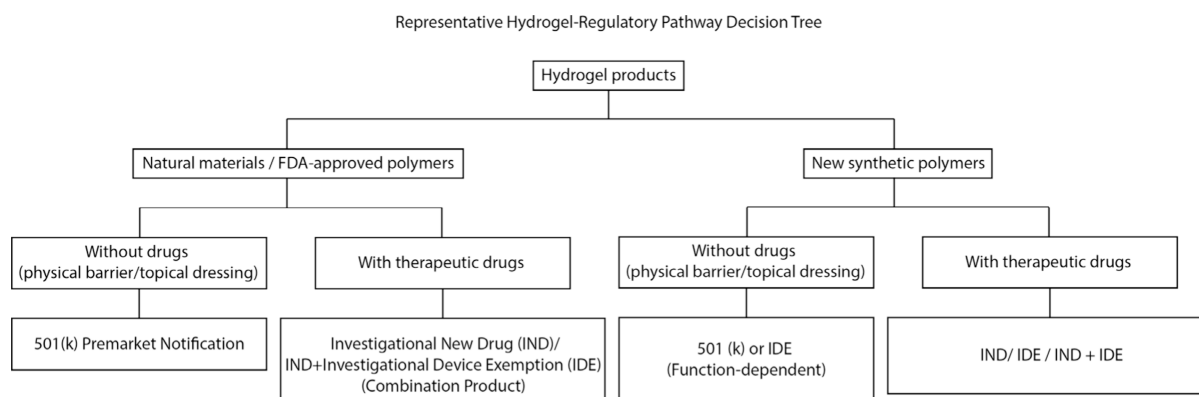 Representative Hydrogel-Regulatory Pathway Decision Tree
Hydrogel products
Natural materials / FDA-approved polymers
New synthetic polymers
Without drugs
(physical barrier/topical dressing)
With therapeutic drugs
Without drugs
(physical barrier/topical dressing)
With therapeutic drugs
501(k) Premarket Notification
Investigational New Drug (IND)/
IND+Investigational Device Exemption (IDE)
(Combination Product)
501 (k) or IDE
(Function-dependent)
IND/ IDE / IND + IDE